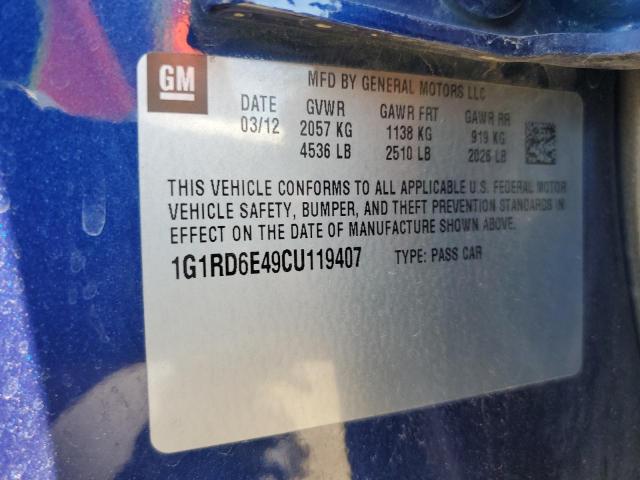 GM
MFD BY GENERAL MOTORS LLC
DATE GVWR GAWR FRT GAWR RR
03/12 2057 KG 1138 KG 919 KG
4536 LB 2510 LB 2026 LB
THIS VEHICLE CONFORMS TO ALL APPLICABLE U.S. FEDERAL MOTOR
VEHICLE SAFETY, BUMPER, AND THEFT PREVENTION STANDARDS IN
EFFECT ON THE DATE OF MANUFACTURE SHOWN ABOVE.
1G1RD6E49CU119407 TYPE: PASS CAR